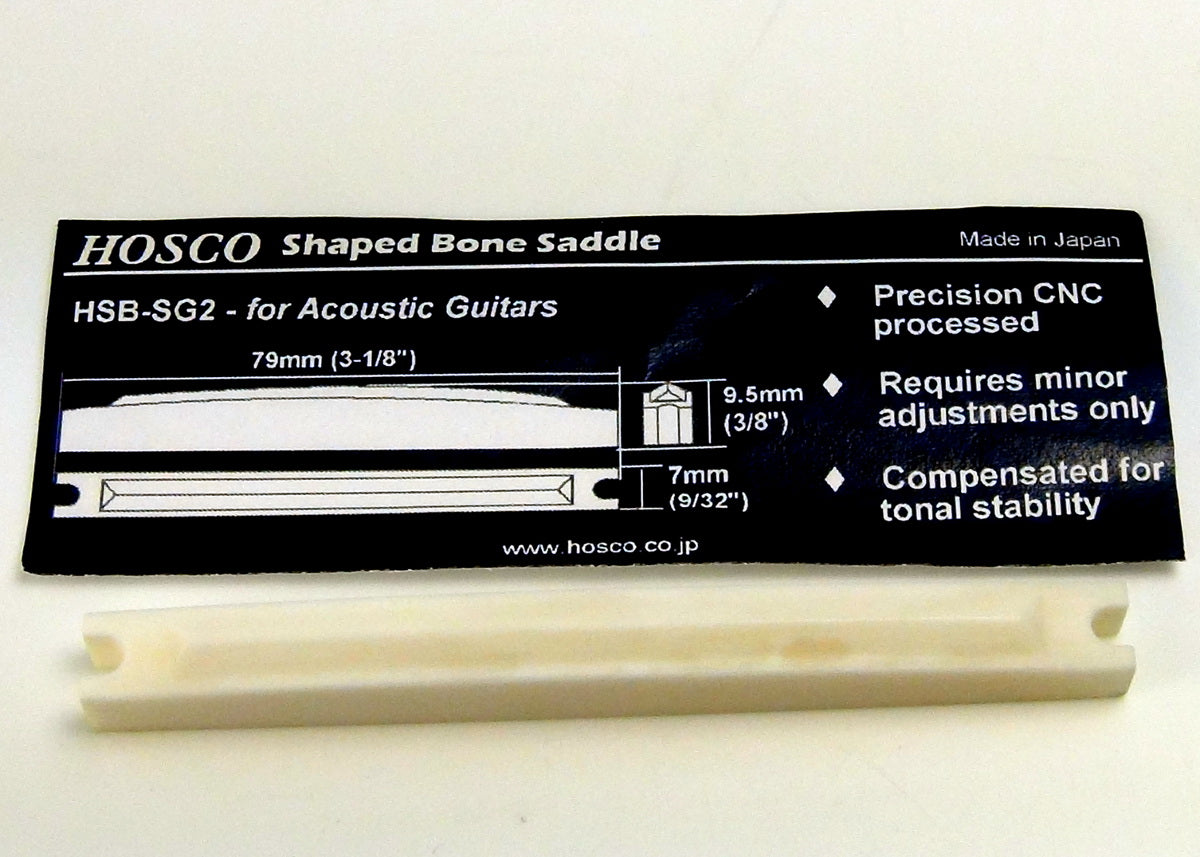 HOSCO Shaped Bone Saddle
Made in Japan
HSB-SG2 - for Acoustic Guitars
79mm (3-1/8")
9.5mm
(3/8")
7mm
(9/32")
Precision CNC
processed
Requires minor
adjustments only
Compensated for
tonal stability
www.hosco.co.jp